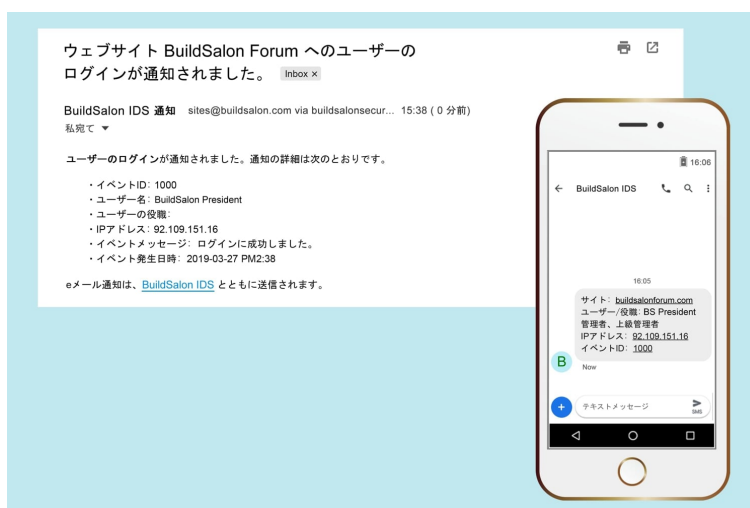 ウェブサイト BuildSalon Forum へのユーザーの
ログインが通知されました。 Inbox ×
BuildSalon IDS 通知 sites@buildsalon.com via buildsalonsecur... 15:38 ( 0 分前)
私宛て
ユーザーのログインが通知されました。通知の詳細は次のとおりです。
・イベントID: 1000
・ユーザー名: BuildSalon President
・ユーザーの役職:
・IPアドレス: 92.109.151.16
・イベントメッセージ: ログインに成功しました。
・イベント発生日時: 2019-03-27 PM2:38
eメール通知は、BuildSalon IDS とともに送信されます。
16:06
BuildSalon IDS
16:05
サイト: buildsalonforum.com
ユーザー/役職: BS President
管理者、上級管理者
IPアドレス: 92.109.151.16
イベントID: 1000
B
Now
テキストメッセージ
SMS